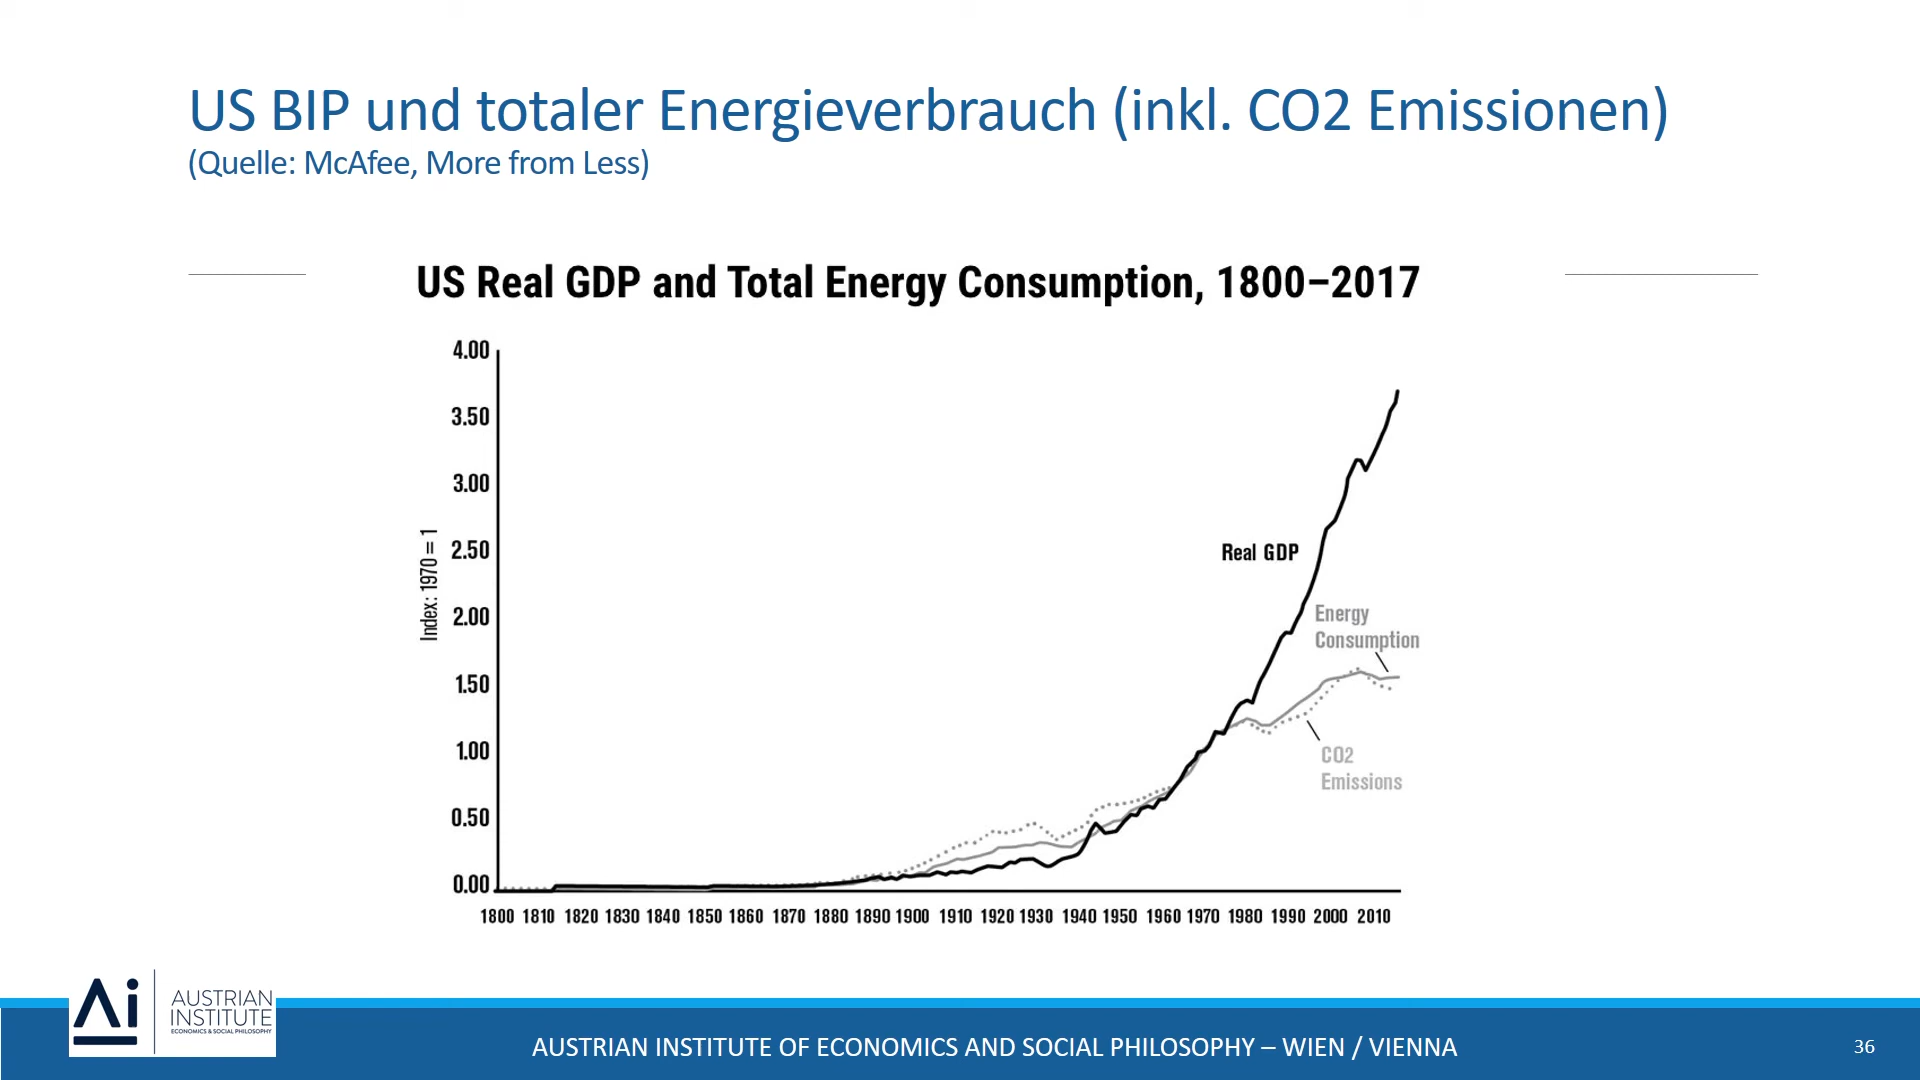 US BIP und totaler Energieverbrauch (inkl. CO2 Emissionen)
(Quelle: McAfee, More from Less)
US Real GDP and Total Energy Consumption, 1800–2017
Index: 1970 = 1
4.00
3.50
3.00
2.50
2.00
1.50
1.00
0.50
0.00
Real GDP
Energy
Consumption
CO2
Emissions
1800 1810 1820 1830 1840 1850 1860 1870 1880 1890 1900 1910 1920 1930 1940 1950 1960 1970 1980 1990 2000 2010
Ai
AUSTRIAN
INSTITUTE
ECONOMICS & SOCIAL PHILOSOPHY
AUSTRIAN INSTITUTE OF ECONOMICS AND SOCIAL PHILOSOPHY – WIEN / VIENNA
36